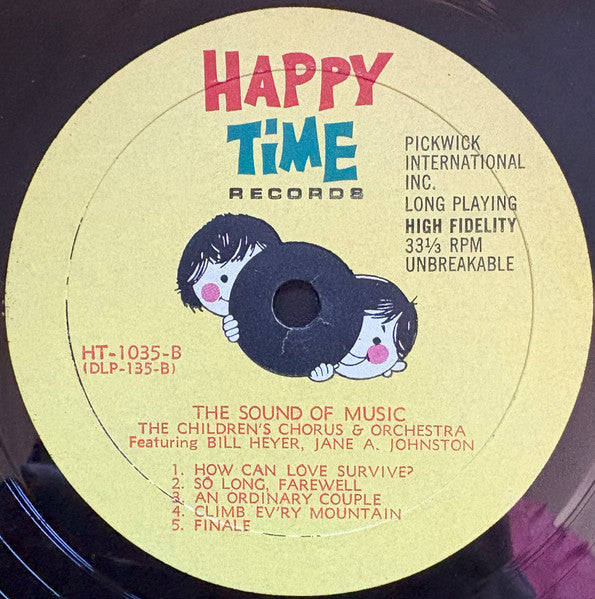 HAPPY
TIME
RECORDS
PICKWICK
INTERNATIONAL
INC.
LONG PLAYING
HIGH FIDELITY
33⅓ RPM
UNBREAKABLE
HT-1035-B
(DLP-135-B)
THE SOUND OF MUSIC
THE CHILDREN'S CHORUS & ORCHESTRA
Featuring BILL HEYER, JANE A. JOHNSTON
1. HOW CAN LOVE SURVIVE?
2. SO LONG, FAREWELL
3. AN ORDINARY COUPLE
4. CLIMB EV'RY MOUNTAIN
5. FINALE